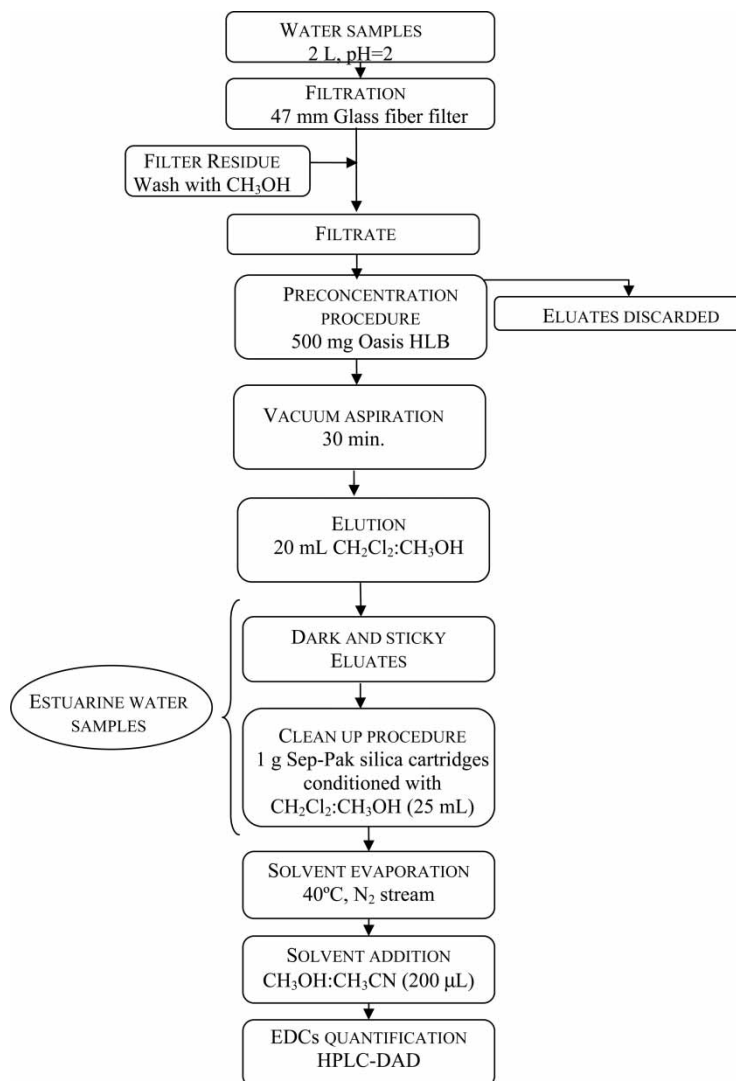 WATER SAMPLES
2 L, pH=2
FILTRATION
47 mm Glass fiber filter
FILTER RESIDUE
Wash with CH₃OH
FILTRATE
PRECONCENTRATION
PROCEDURE
500 mg Oasis HLB
ELUATES DISCARDED
VACUUM ASPIRATION
30 min.
ELUTION
20 mL CH₂Cl₂:CH₃OH
DARK AND STICKY
ELUATES
ESTUARINE WATER
SAMPLES
CLEAN UP PROCEDURE
1 g Sep-Pak silica cartridges
conditioned with
CH₂Cl₂:CH₃OH (25 mL)
SOLVENT EVAPORATION
40ºC, N₂ stream
SOLVENT ADDITION
CH₃OH:CH₃CN (200 µL)
EDCs QUANTIFICATION
HPLC-DAD